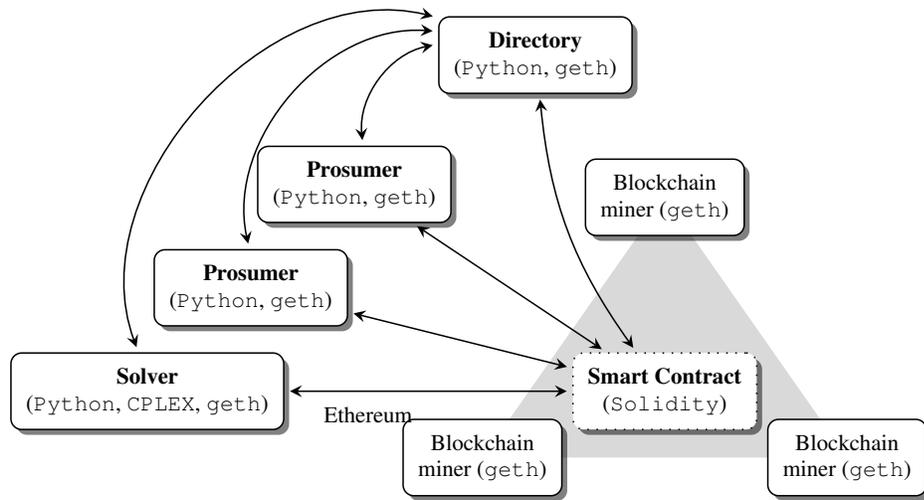 Directory
(Python, geth)
Prosumer
(Python, geth)
Blockchain
miner (geth)
Prosumer
(Python, geth)
Solver
(Python, CPLEX, geth)
Smart Contract
(Solidity)
Ethereum
Blockchain
miner (geth)
Blockchain
miner (geth)